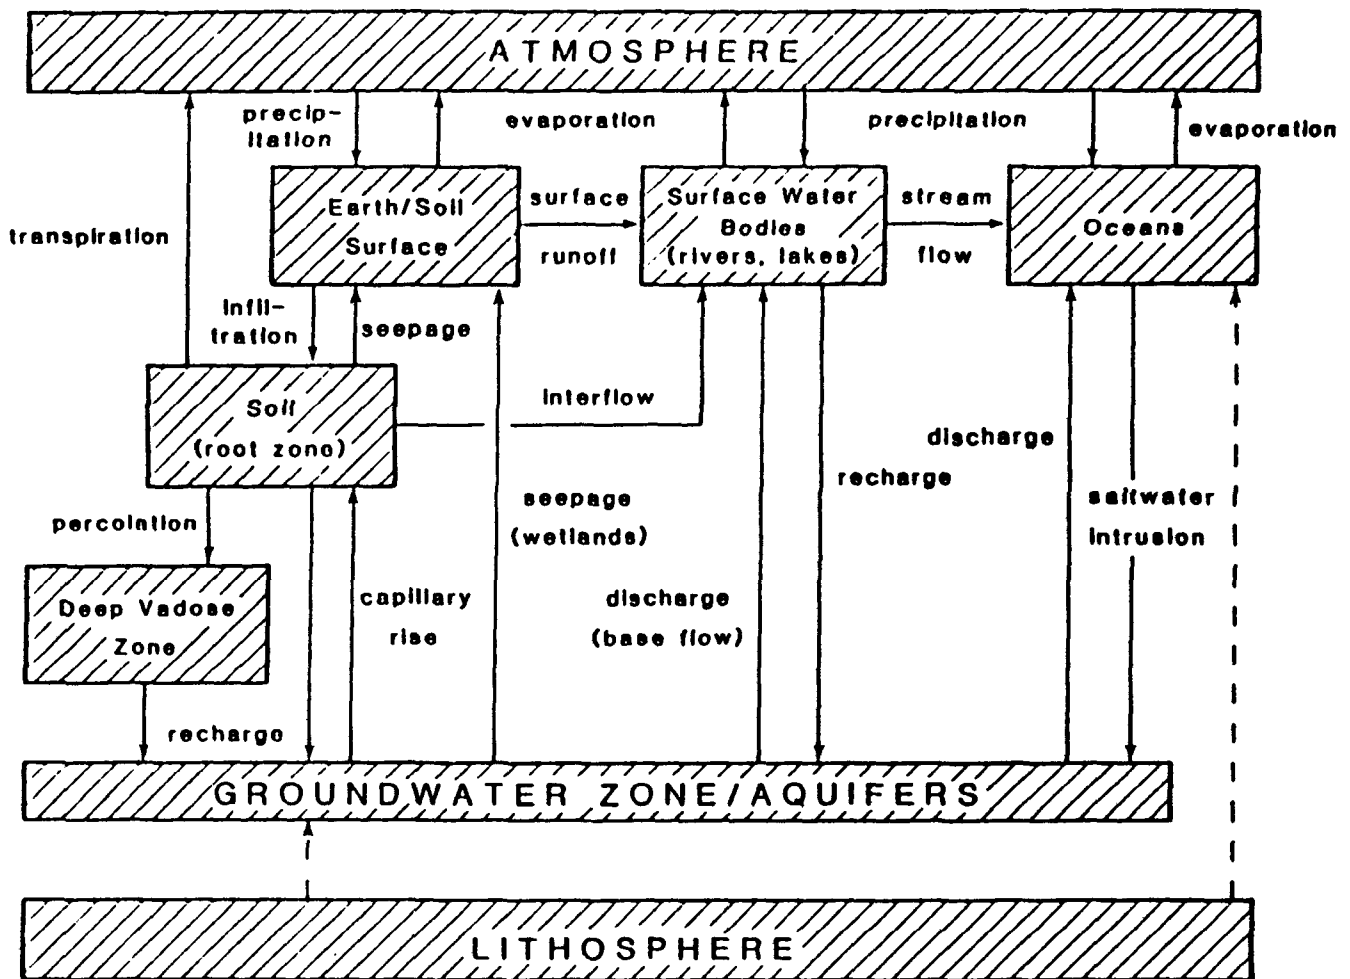 ATMOSPHERE
precip-
itation
evaporation
precipitation
evaporation
Earth/Soil
Surface
surface
runoff
Surface Water
Bodies
(rivers, lakes)
stream
flow
Oceans
transpiration
infil-
tration
seepage
Soil
(root zone)
interflow
discharge
recharge
seepage
(wetlands)
saltwater
intrusion
percolation
Deep Vadose
Zone
capillary
rise
discharge
(base flow)
recharge
GROUNDWATER ZONE/AQUIFERS
LITHOSPHERE